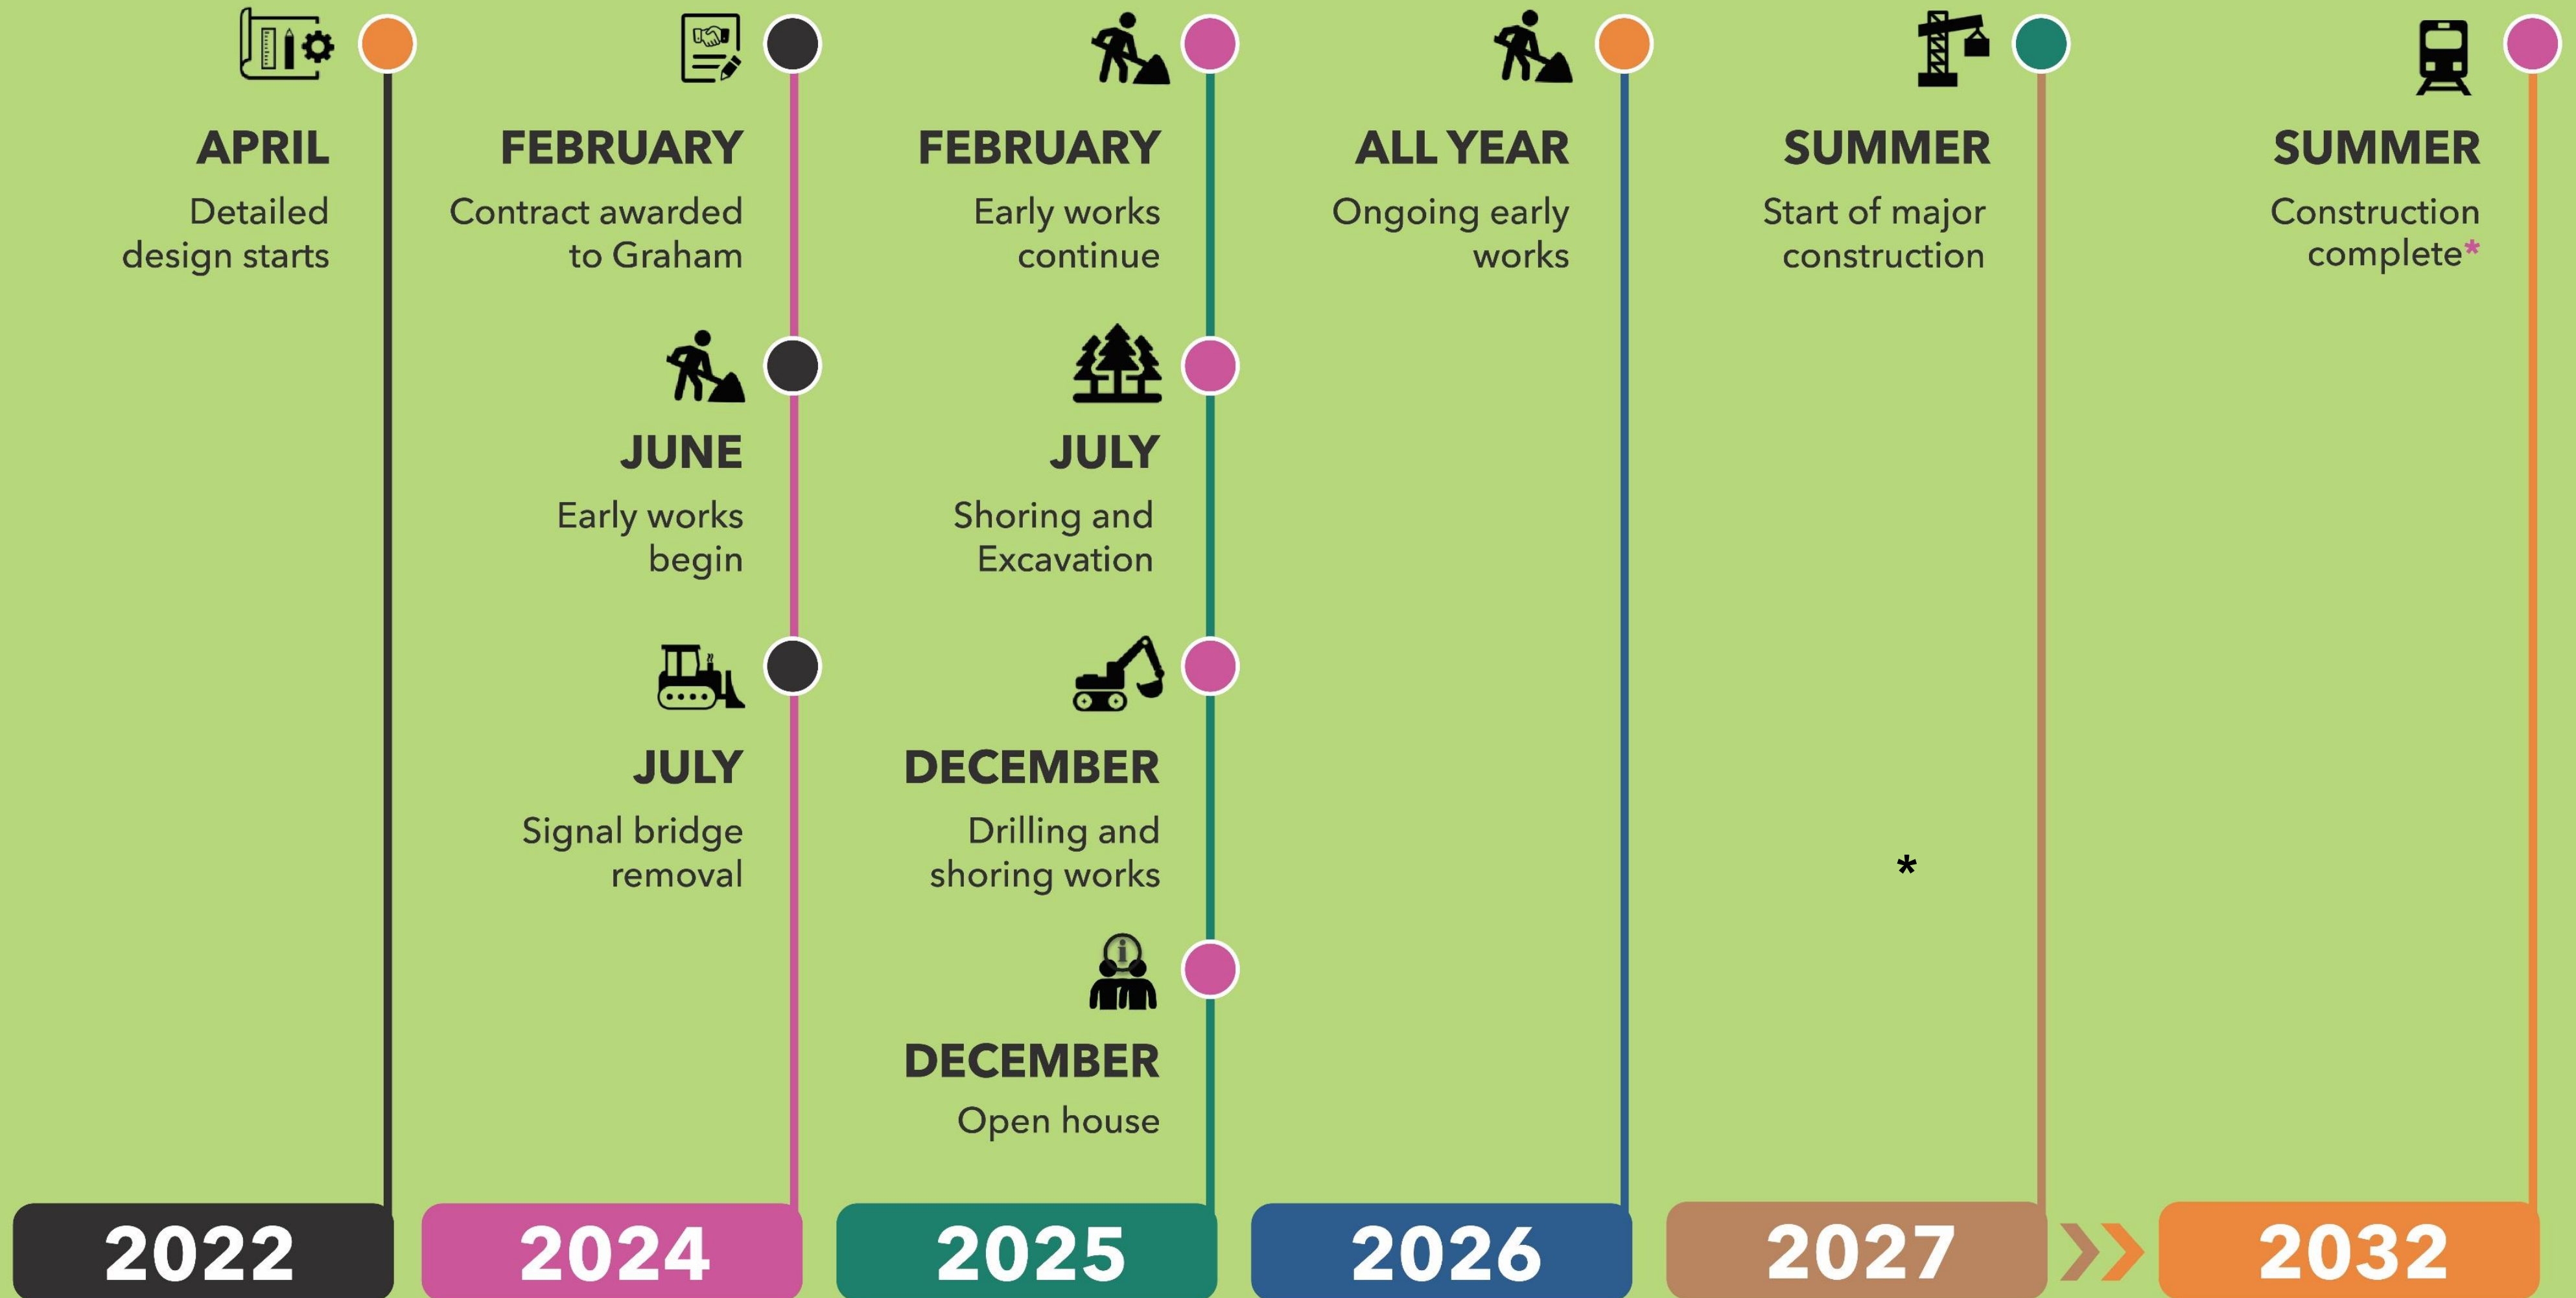 APRIL
Detailed
design starts
2022
FEBRUARY
Contract awarded
to Graham
JUNE
Early works
begin
JULY
Signal bridge
removal
2024
FEBRUARY
Early works
continue
JULY
Shoring and
Excavation
DECEMBER
Drilling and
shoring works
i
DECEMBER
Open house
2025
ALL YEAR
Ongoing early
works
2026
SUMMER
Start of major
construction
*
2027
SUMMER
Construction
complete*
2032